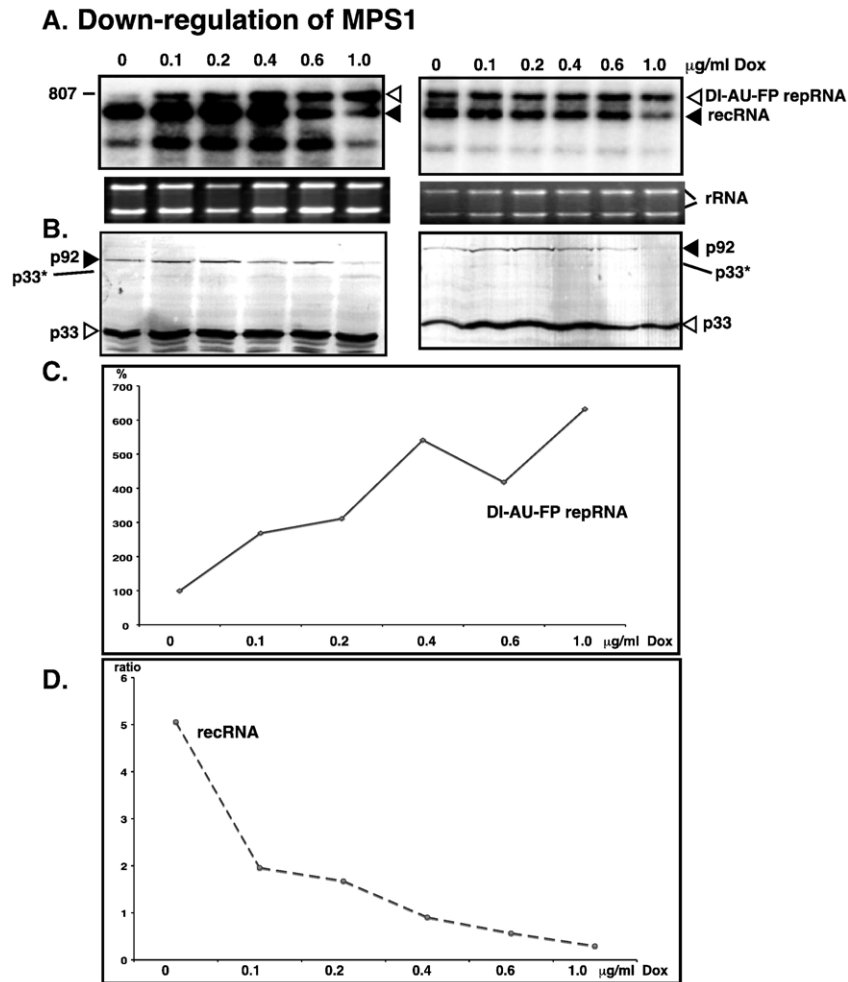 A. Down-regulation of MPS1
0 0.1 0.2 0.4 0.6 1.0 0 0.1 0.2 0.4 0.6 1.0 μg/ml Dox
807
DI-AU-FP repRNA
recRNA
rRNA
B.
p92 p92
p33* p33*
p33 p33
C.
%
700
600
500
400
300
200
100
0
DI-AU-FP repRNA
0 0.1 0.2 0.4 0.6 1.0 μg/ml Dox
D.
ratio
6
5
4
3
2
1
0
recRNA
0 0.1 0.2 0.4 0.6 1.0 μg/ml Dox